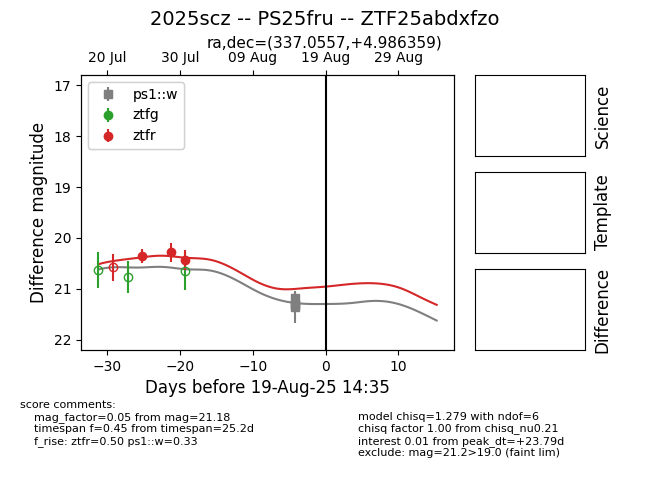 2025scz -- PS25fru -- ZTF25abdxfzo
ra,dec=(337.0557,+4.986359)
20 Jul 30 Jul 09 Aug 19 Aug 29 Aug
17
18
19
20
21
22
Difference magnitude
ps1::w
ztfg
ztfr
−30 −20 −10 0 10
Days before 19-Aug-25 14:35
Science
Template
Difference
score comments:
mag_factor=0.05 from mag=21.18
timespan f=0.45 from timespan=25.2d
f_rise: ztfr=0.50 ps1::w=0.33
model chisq=1.279 with ndof=6
chisq factor 1.00 from chisq_nu0.21
interest 0.01 from peak_dt=+23.79d
exclude: mag=21.2>19.0 (faint lim)